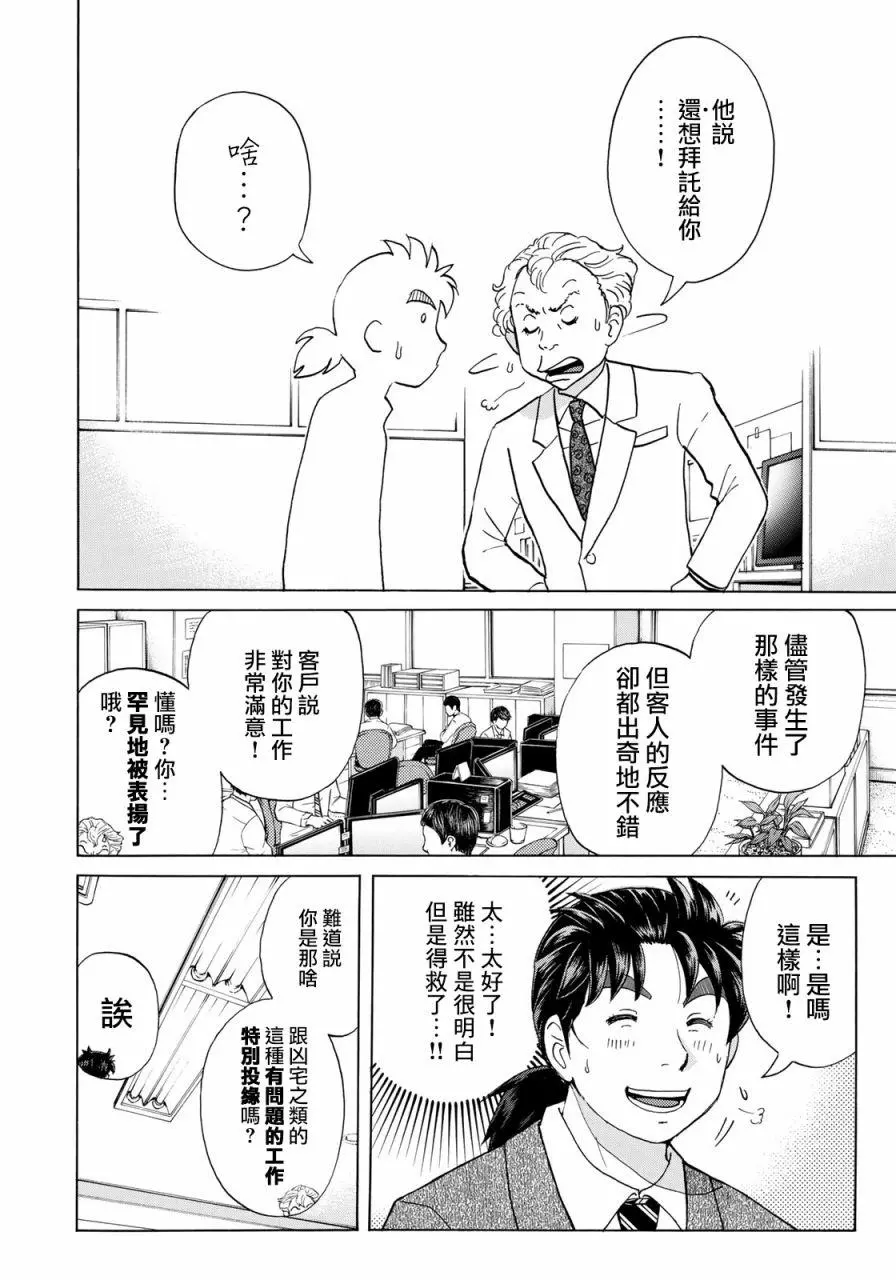 他説
還想拜託給你
……！
啥…？
儘管發生了
那樣的事件
但客人的反應
卻都出奇地不錯
客戶說
對你的工作
非常滿意！
懂嗎？你…
罕見地被表揚了
哦？
是…是嗎
這樣啊！
太…太好了！
雖然不是很明白
但是得救了…!!
難道說
你是那啥
跟凶宅之類的
這種有問題的工作
特別投緣嗎？
誒